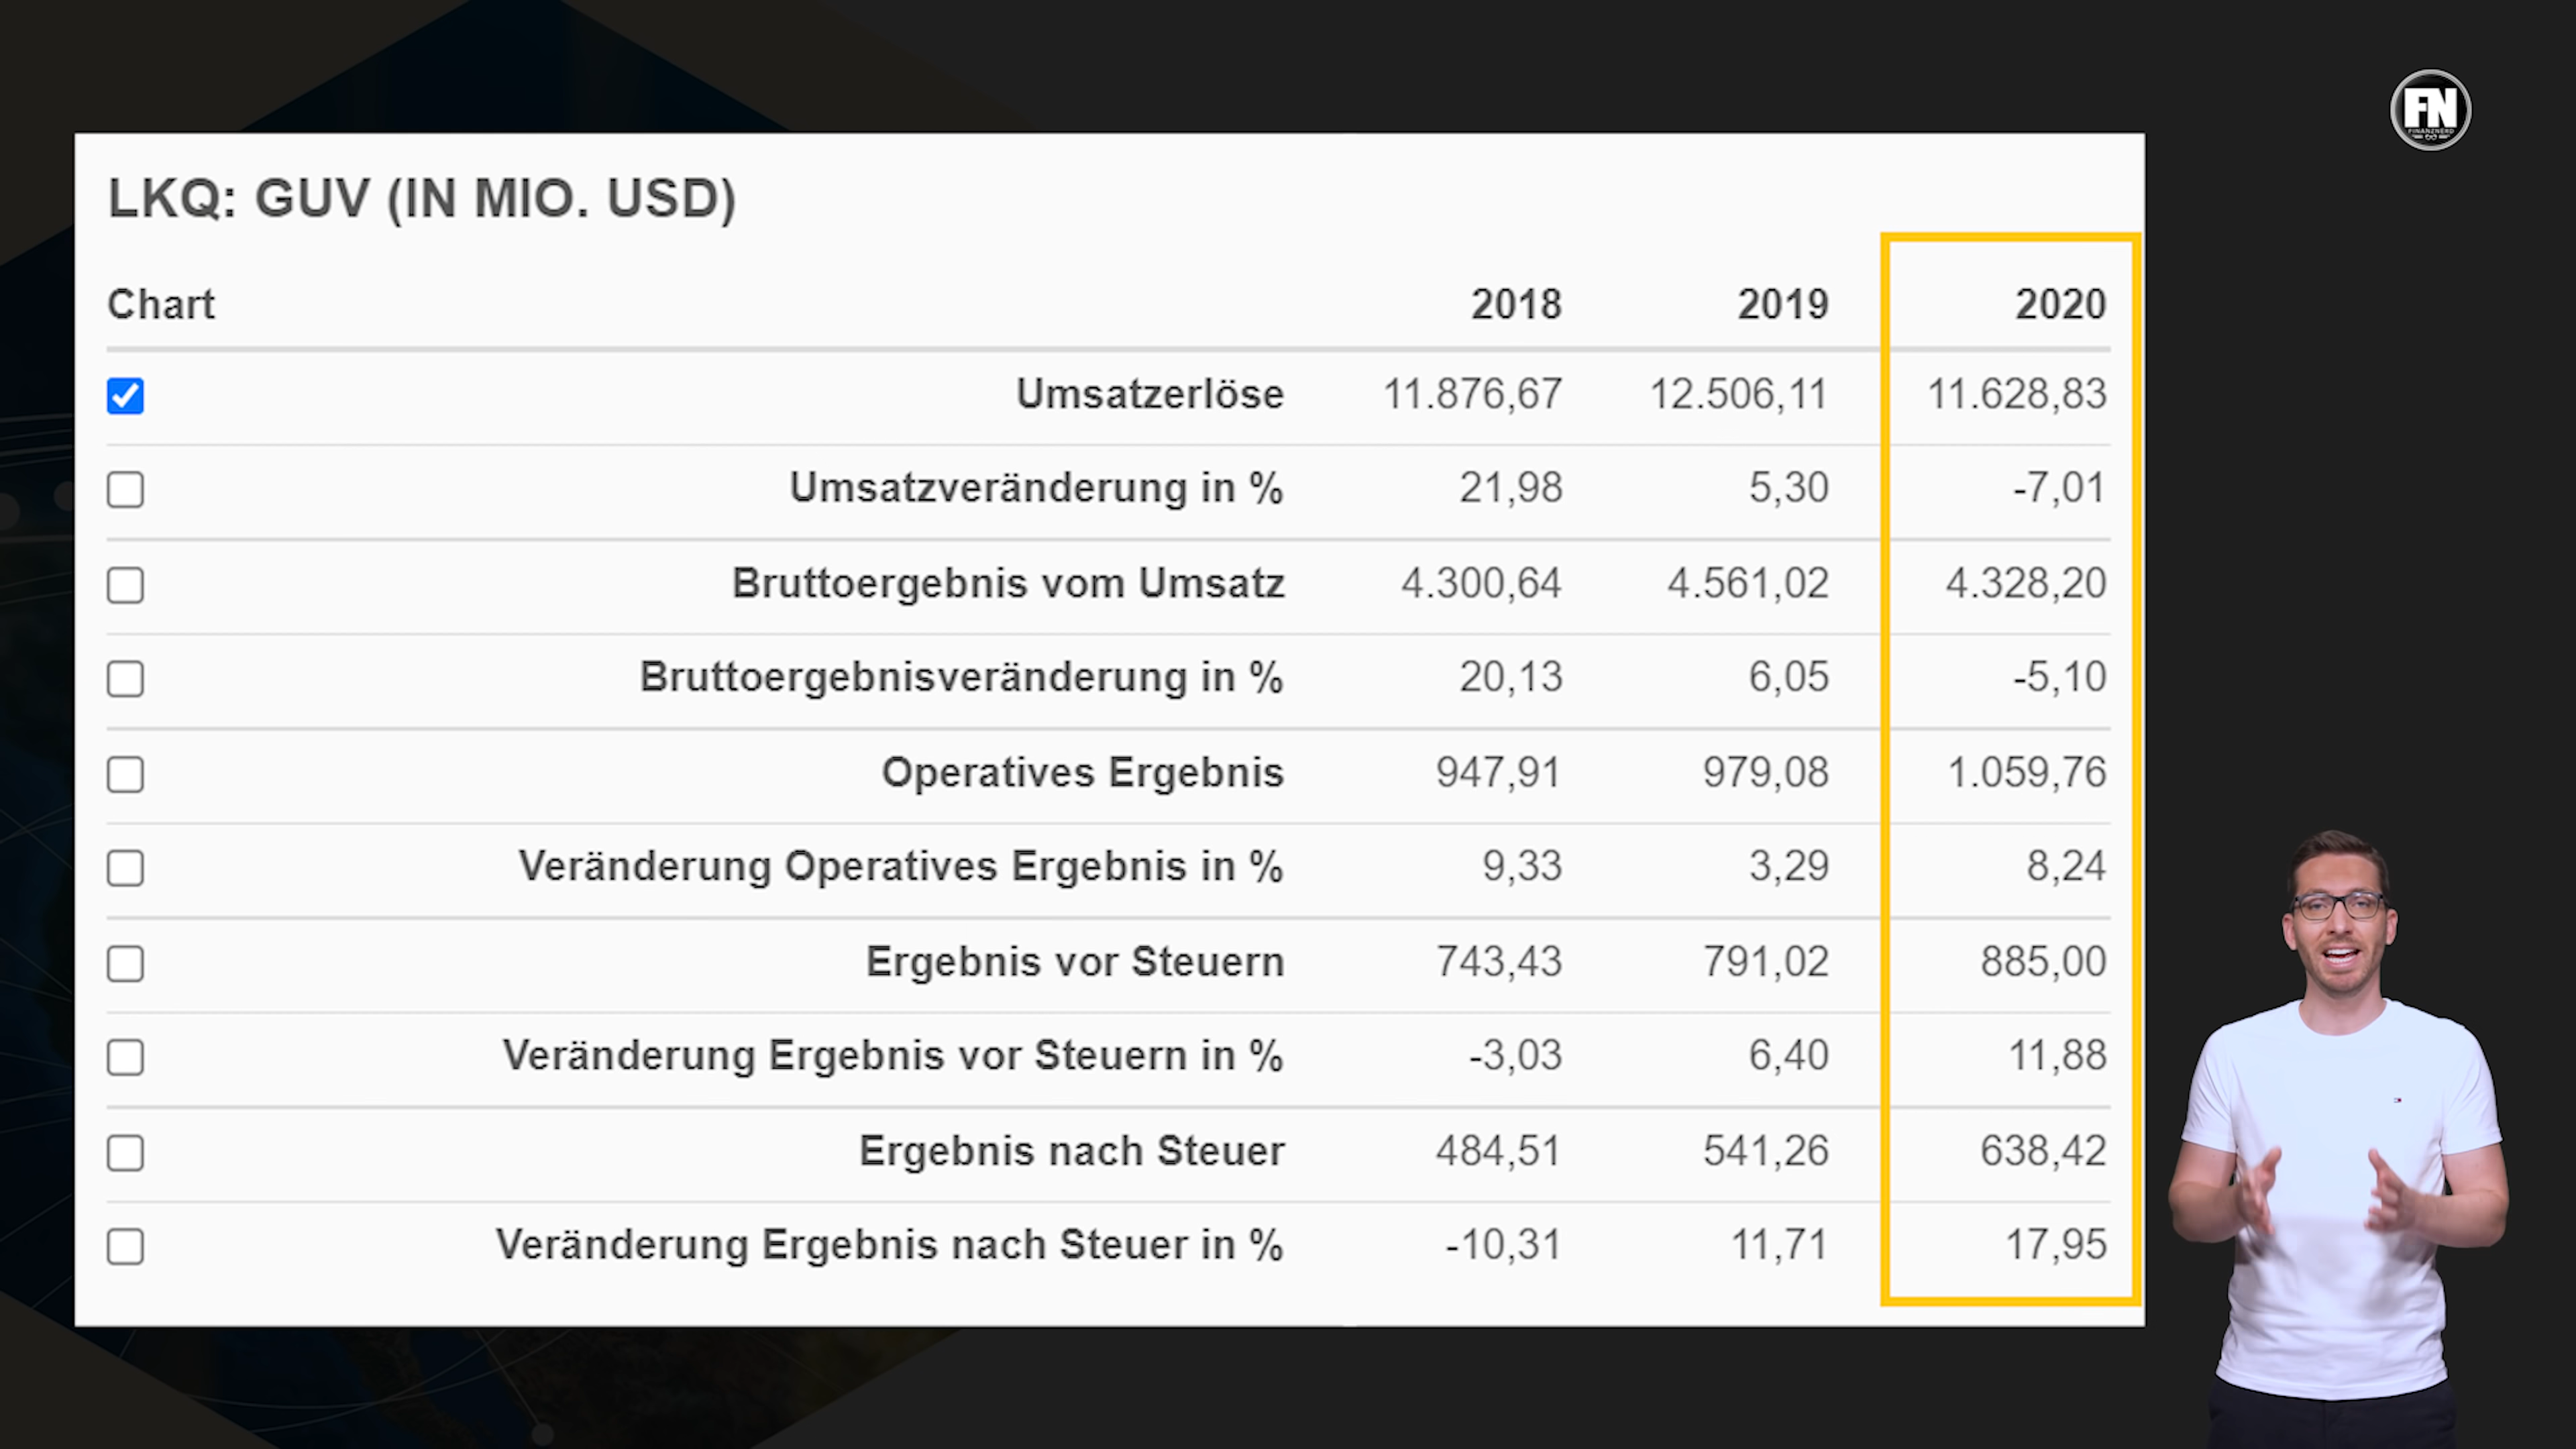 FN
FINANZNERD
LKQ: GUV (IN MIO. USD)
Chart 2018 2019 2020
Umsatzerlöse 11.876,67 12.506,11 11.628,83
Umsatzveränderung in % 21,98 5,30 -7,01
Bruttoergebnis vom Umsatz 4.300,64 4.561,02 4.328,20
Bruttoergebnisveränderung in % 20,13 6,05 -5,10
Operatives Ergebnis 947,91 979,08 1.059,76
Veränderung Operatives Ergebnis in % 9,33 3,29 8,24
Ergebnis vor Steuern 743,43 791,02 885,00
Veränderung Ergebnis vor Steuern in % -3,03 6,40 11,88
Ergebnis nach Steuer 484,51 541,26 638,42
Veränderung Ergebnis nach Steuer in % -10,31 11,71 17,95